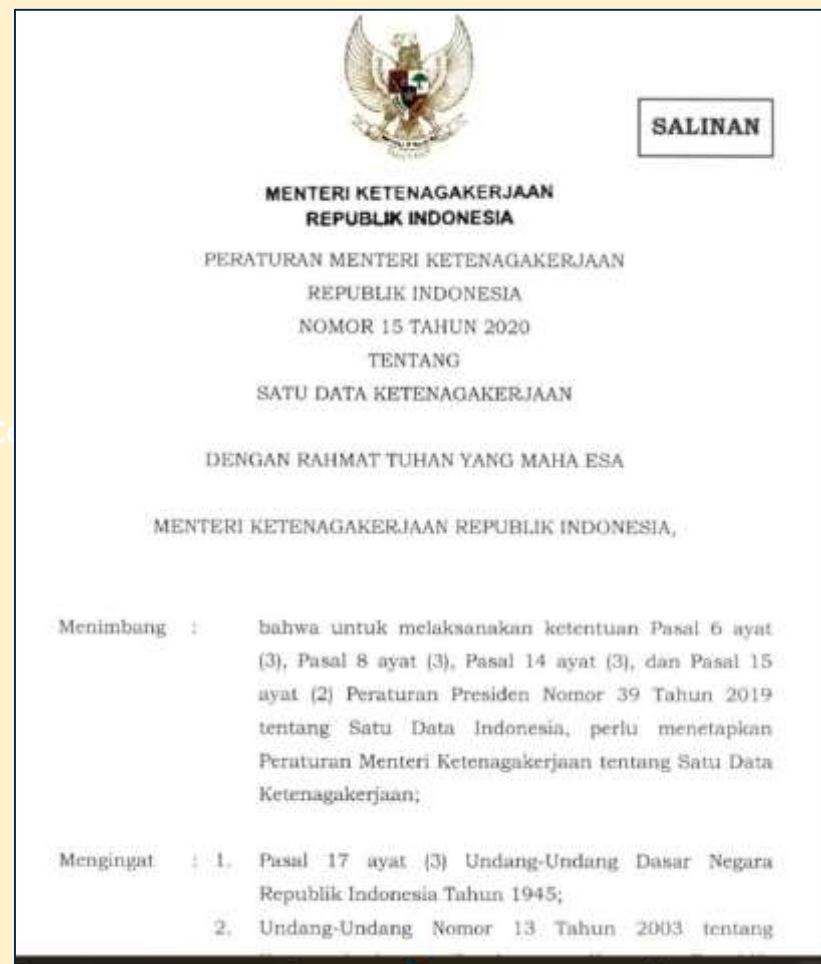 SALINAN
MENTERI KETENAGAKERJAAN
REPUBLIK INDONESIA
PERATURAN MENTERI KETENAGAKERJAAN
REPUBLIK INDONESIA
NOMOR 15 TAHUN 2020
TENTANG
SATU DATA KETENAGAKERJAAN
DENGAN RAHMAT TUHAN YANG MAHA ESA
MENTERI KETENAGAKERJAAN REPUBLIK INDONESIA,
Menimbang : bahwa untuk melaksanakan ketentuan Pasal 6 ayat
(3), Pasal 8 ayat (3), Pasal 14 ayat (3), dan Pasal 15
ayat (2) Peraturan Presiden Nomor 39 Tahun 2019
tentang Satu Data Indonesia, perlu menetapkan
Peraturan Menteri Ketenagakerjaan tentang Satu Data
Ketenagakerjaan;
Mengingat : 1. Pasal 17 ayat (3) Undang-Undang Dasar Negara
Republik Indonesia Tahun 1945;
2. Undang-Undang Nomor 13 Tahun 2003 tentang